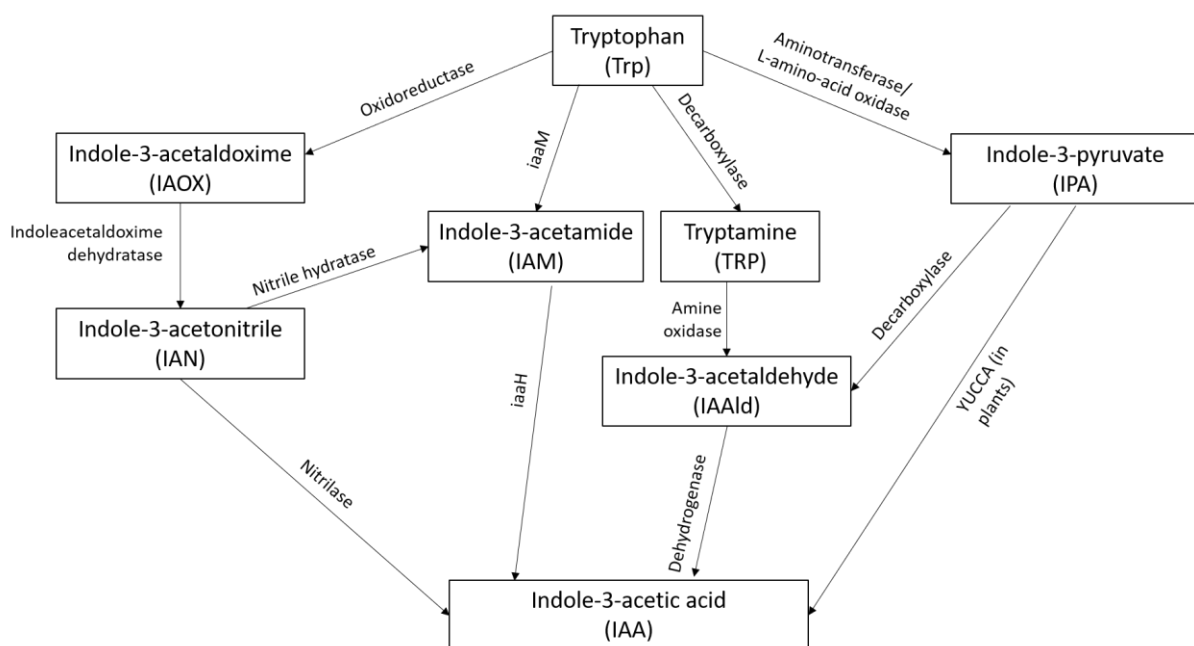 Tryptophan
(Trp)
Oxidoreductase
iaaM
Decarboxylase
Aminotransferase/
L-amino-acid oxidase
Indole-3-acetaldoxime
(IAOX)
Indole-3-pyruvate
(IPA)
Indoleacetaldoxime
dehydratase
Nitrile hydratase
Indole-3-acetamide
(IAM)
Tryptamine
(TRP)
Decarboxylase
Indole-3-acetonitrile
(IAN)
Amine
oxidase
iaaH
Indole-3-acetaldehyde
(IAAld)
YUCCA (in
plants)
Nitrilase
Dehydrogenase
Indole-3-acetic acid
(IAA)